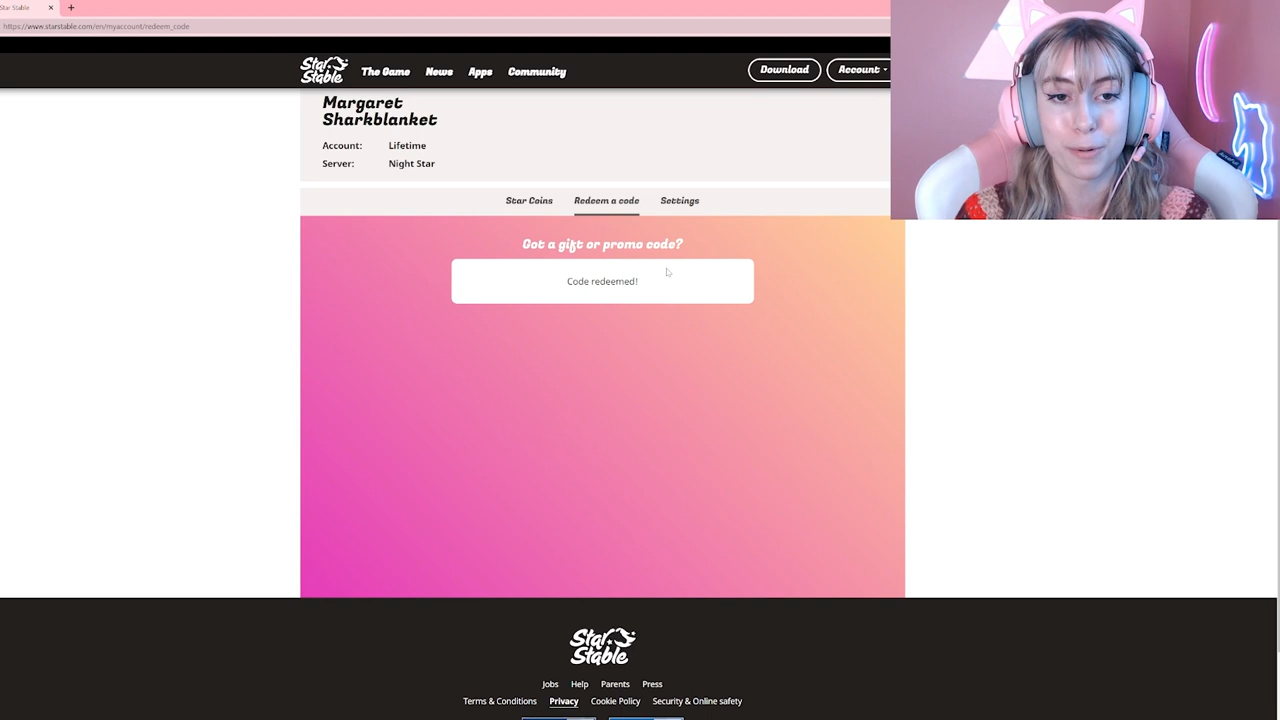 Star Stable
https://www.starstable.com/en/myaccount/redeem_code
Star Stable
The Game
News
Apps
Community
Download
Account
Margaret
Sharkblanket
Account: Lifetime
Server: Night Star
Star Coins
Redeem a code
Settings
Got a gift or promo code?
Code redeemed!
Star
Stable
Jobs
Help
Parents
Press
Terms & Conditions
Privacy
Cookie Policy
Security & Online safety